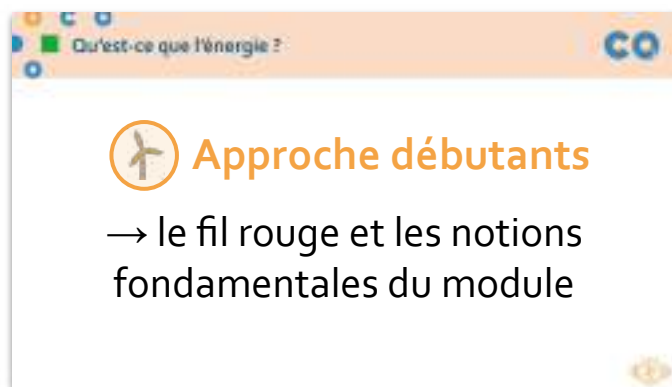 Qu'est-ce que l'énergie ?
CO
Approche débutants
→ le fil rouge et les notions
fondamentales du module